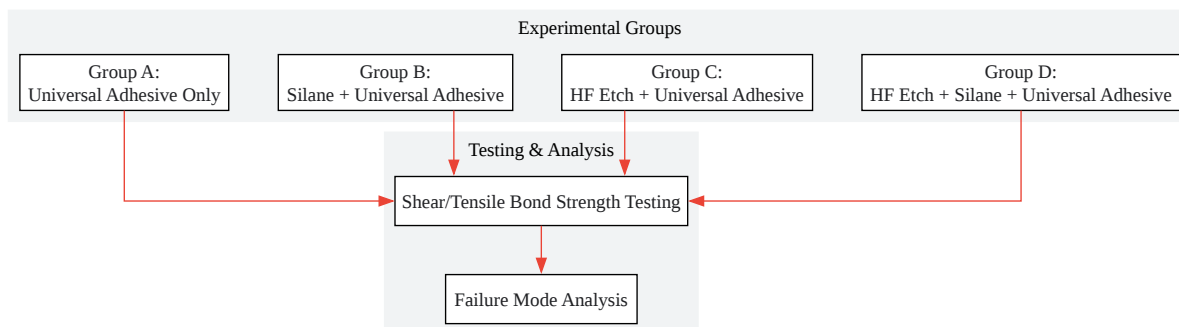 Experimental Groups
Group A:
Universal Adhesive Only
Group B:
Silane + Universal Adhesive
Group C:
HF Etch + Universal Adhesive
Group D:
HF Etch + Silane + Universal Adhesive
Testing & Analysis
Shear/Tensile Bond Strength Testing
Failure Mode Analysis